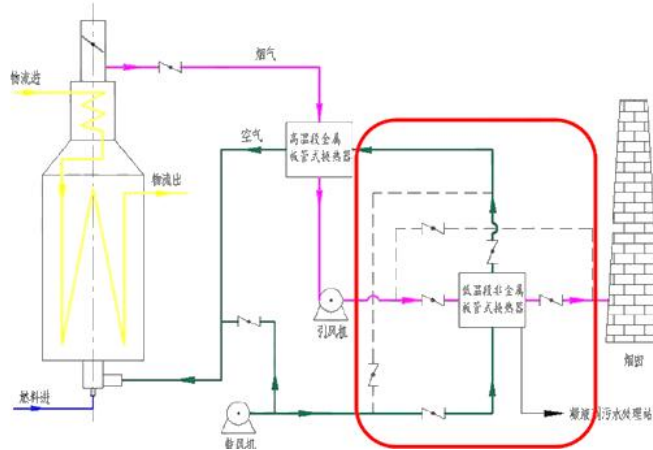 烟气
物流进
空气
高温段金属
板管式换热器
物流出
低温段非金属
板管式换热器
引风机
烟囱
燃料进
鼓风机
凝液到污水处理站